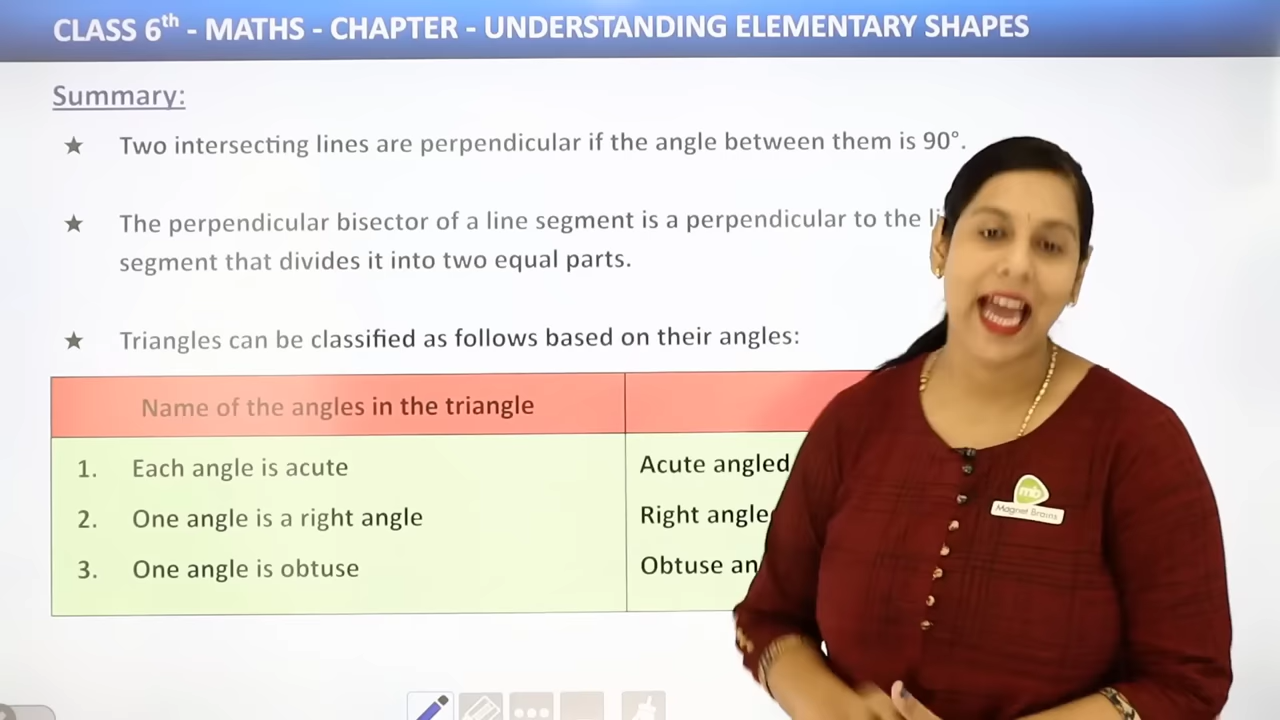 CLASS 6th - MATHS - CHAPTER - UNDERSTANDING ELEMENTARY SHAPES
Summary:
★ Two intersecting lines are perpendicular if the angle between them is 90°.
★ The perpendicular bisector of a line segment is a perpendicular to the
segment that divides it into two equal parts.
★ Triangles can be classified as follows based on their angles:
Name of the angles in the triangle
1. Each angle is acute Acute angled
2. One angle is a right angle Right angle
3. One angle is obtuse Obtuse
mb
Magnet Brains